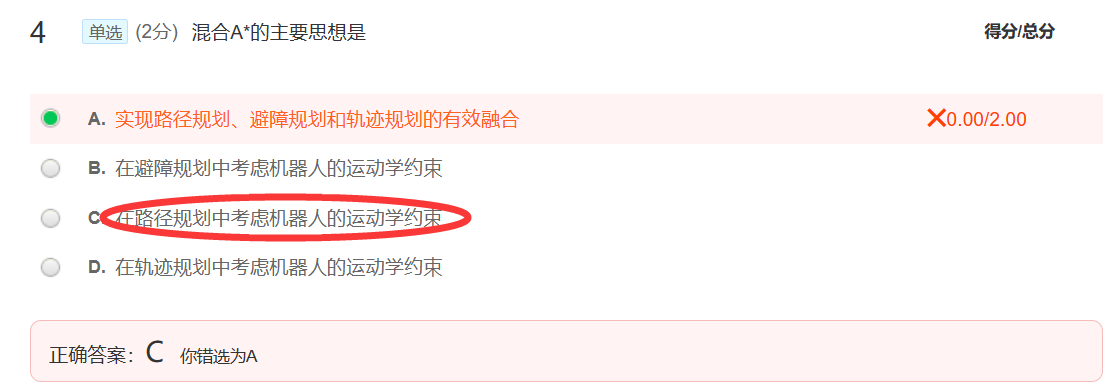 4 单选 (2分) 混合A*的主要思想是 得分/总分
A. 实现路径规划、避障规划和轨迹规划的有效融合 ×0.00/2.00
B. 在避障规划中考虑机器人的运动学约束
C 在路径规划中考虑机器人的运动学约束
D. 在轨迹规划中考虑机器人的运动学约束
正确答案：C 你错选为A